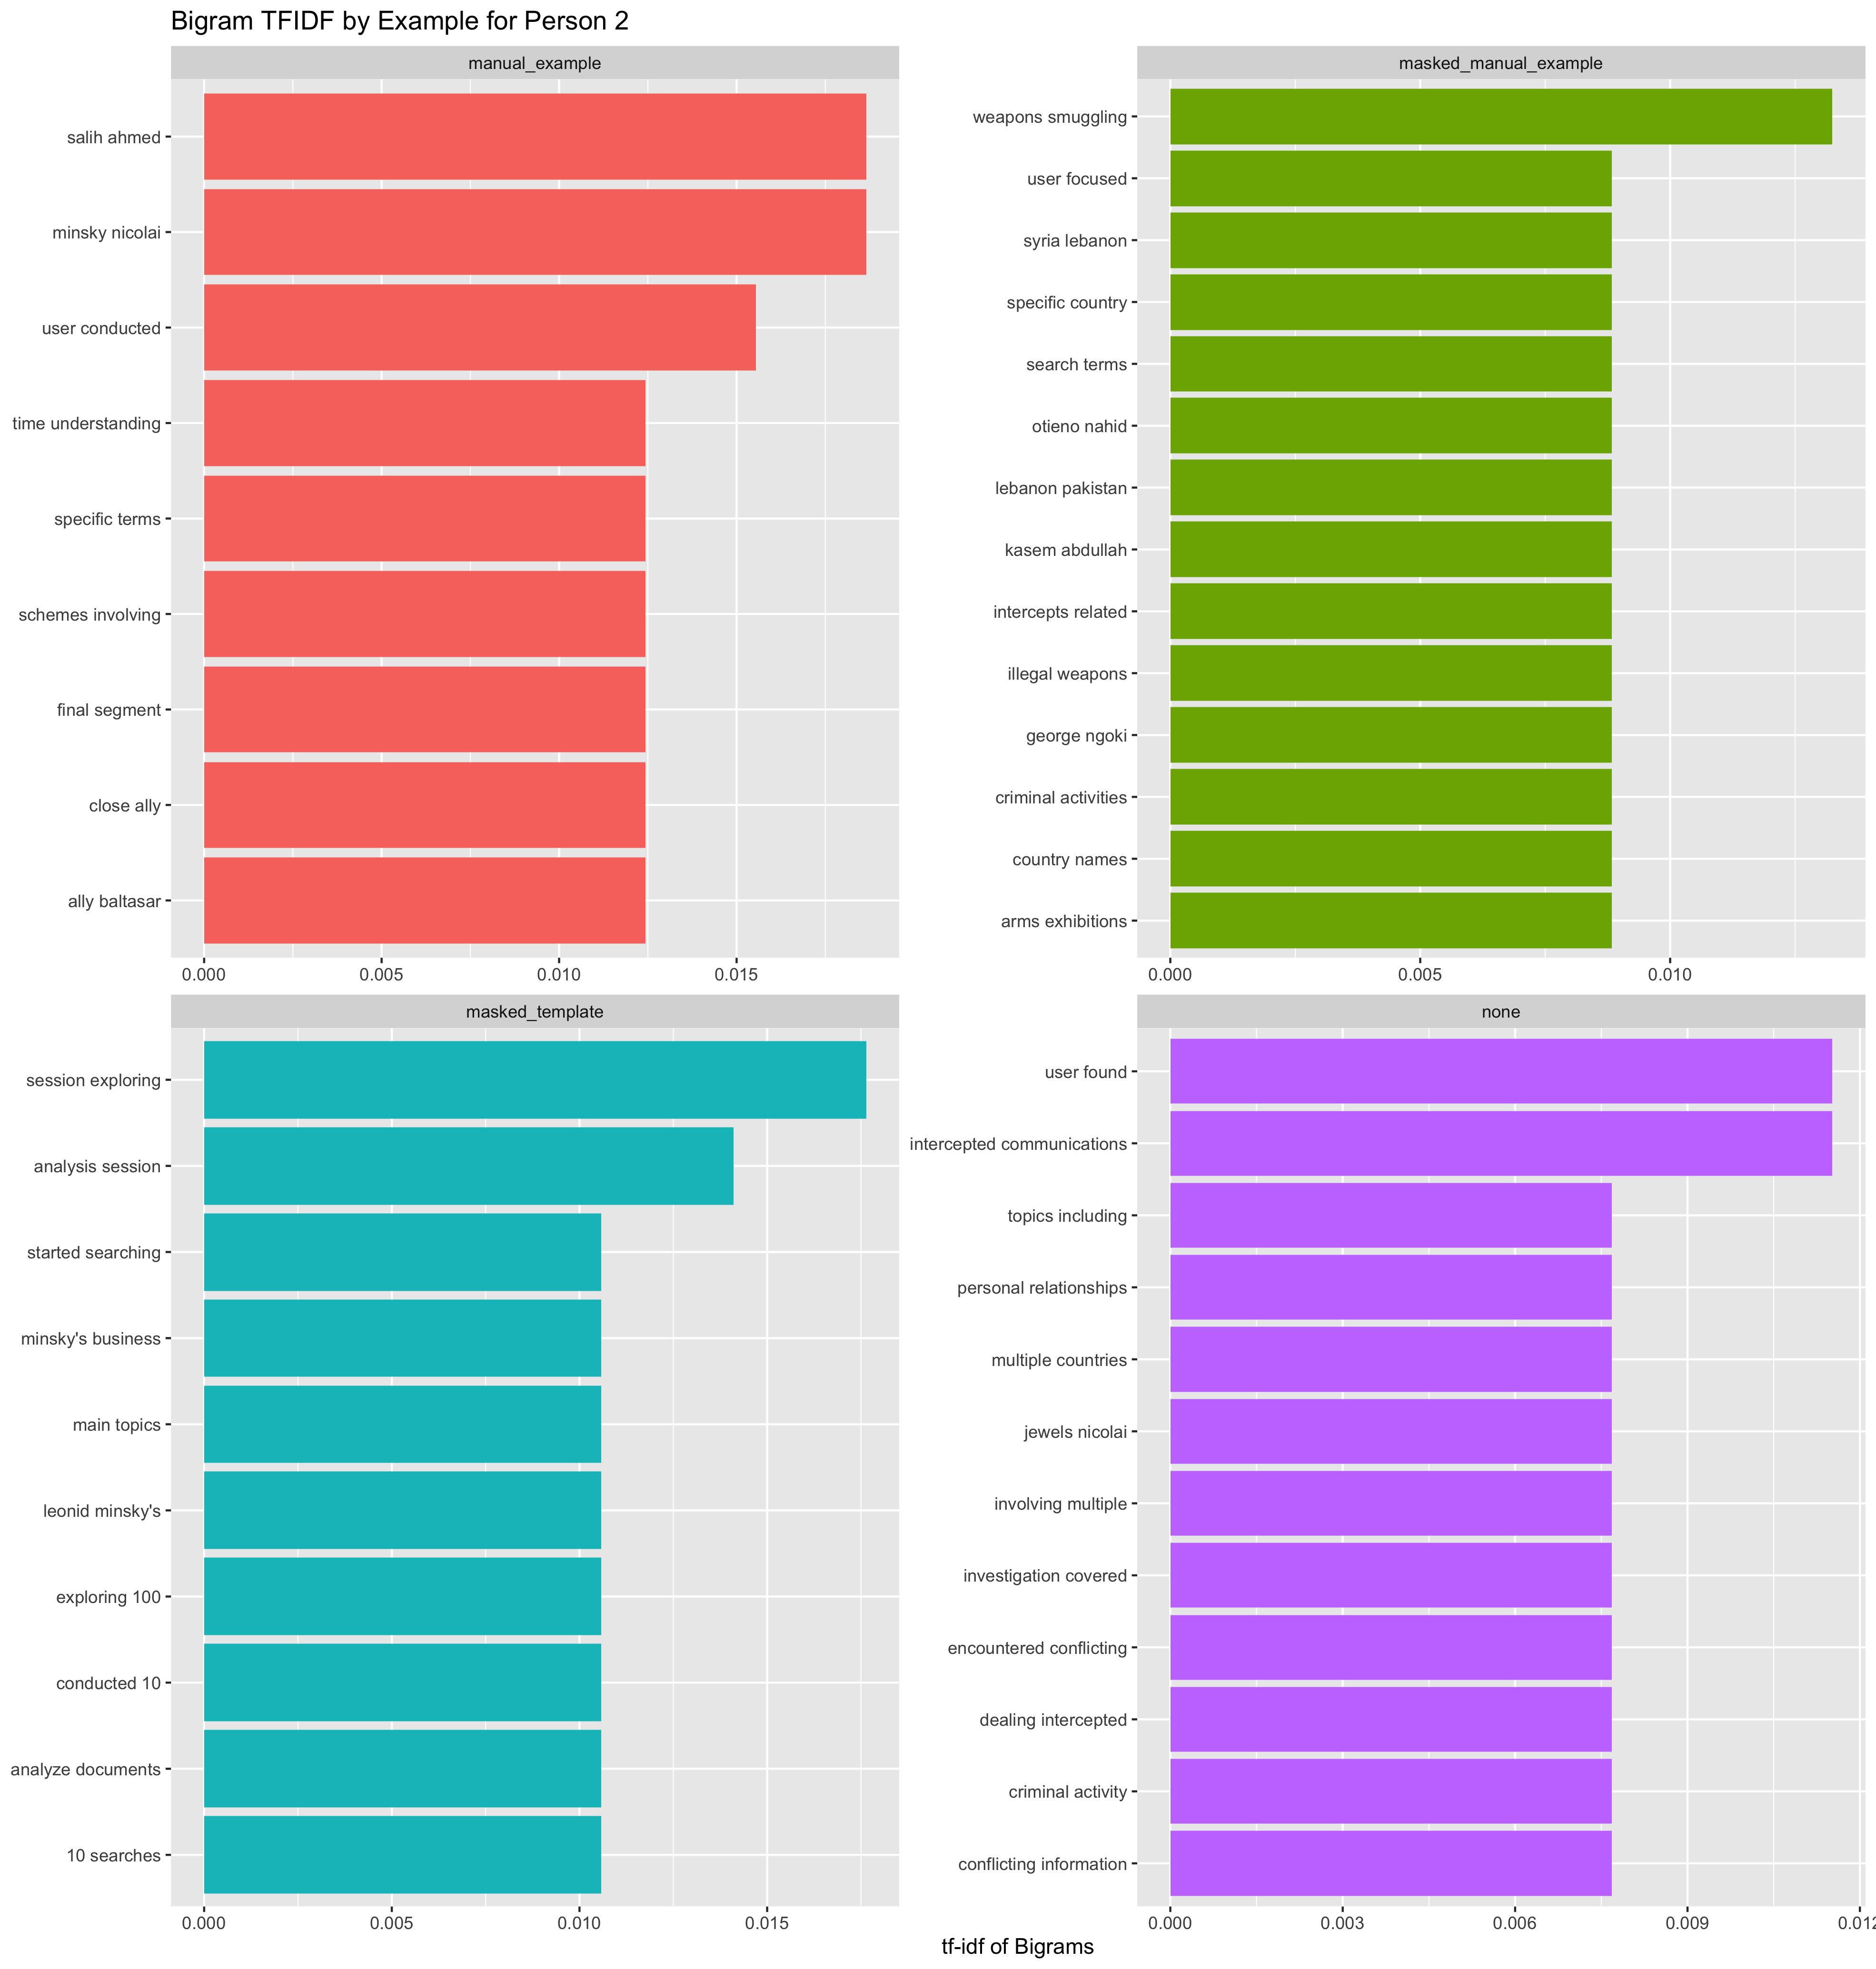 Bigram TFIDF by Example for Person 2
manual_example
salih ahmed
minsky nicolai
user conducted
time understanding
specific terms
schemes involving
final segment
close ally
ally baltasar
0.000 0.005 0.010 0.015
masked_manual_example
weapons smuggling
user focused
syria lebanon
specific country
search terms
otieno nahid
lebanon pakistan
kasem abdullah
intercepts related
illegal weapons
george ngoki
criminal activities
country names
arms exhibitions
0.000 0.005 0.010
masked_template
session exploring
analysis session
started searching
minsky's business
main topics
leonid minsky's
exploring 100
conducted 10
analyze documents
10 searches
0.000 0.005 0.010 0.015
none
user found
intercepted communications
topics including
personal relationships
multiple countries
jewels nicolai
involving multiple
investigation covered
encountered conflicting
dealing intercepted
criminal activity
conflicting information
0.000 0.003 0.006 0.009 0.012
tf-idf of Bigrams